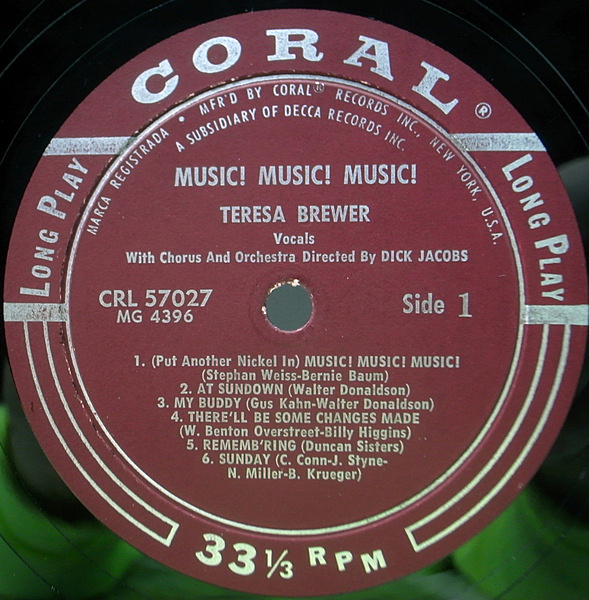 CORAL®
MARCA REGISTRADA • MFR'D BY CORAL® RECORDS INC., NEW YORK, U.S.A.
A SUBSIDIARY OF DECCA RECORDS INC.
LONG PLAY
LONG PLAY
MUSIC! MUSIC! MUSIC!
TERESA BREWER
Vocals
With Chorus And Orchestra Directed By DICK JACOBS
CRL 57027
MG 4396
Side 1
1. (Put Another Nickel In) MUSIC! MUSIC! MUSIC!
(Stephan Weiss-Bernie Baum)
2. AT SUNDOWN (Walter Donaldson)
3. MY BUDDY (Gus Kahn-Walter Donaldson)
4. THERE'LL BE SOME CHANGES MADE
(W. Benton Overstreet-Billy Higgins)
5. REMEMB'RING (Duncan Sisters)
6. SUNDAY (C. Conn-J. Styne-
N. Miller-B. Krueger)
33 1/3 RPM